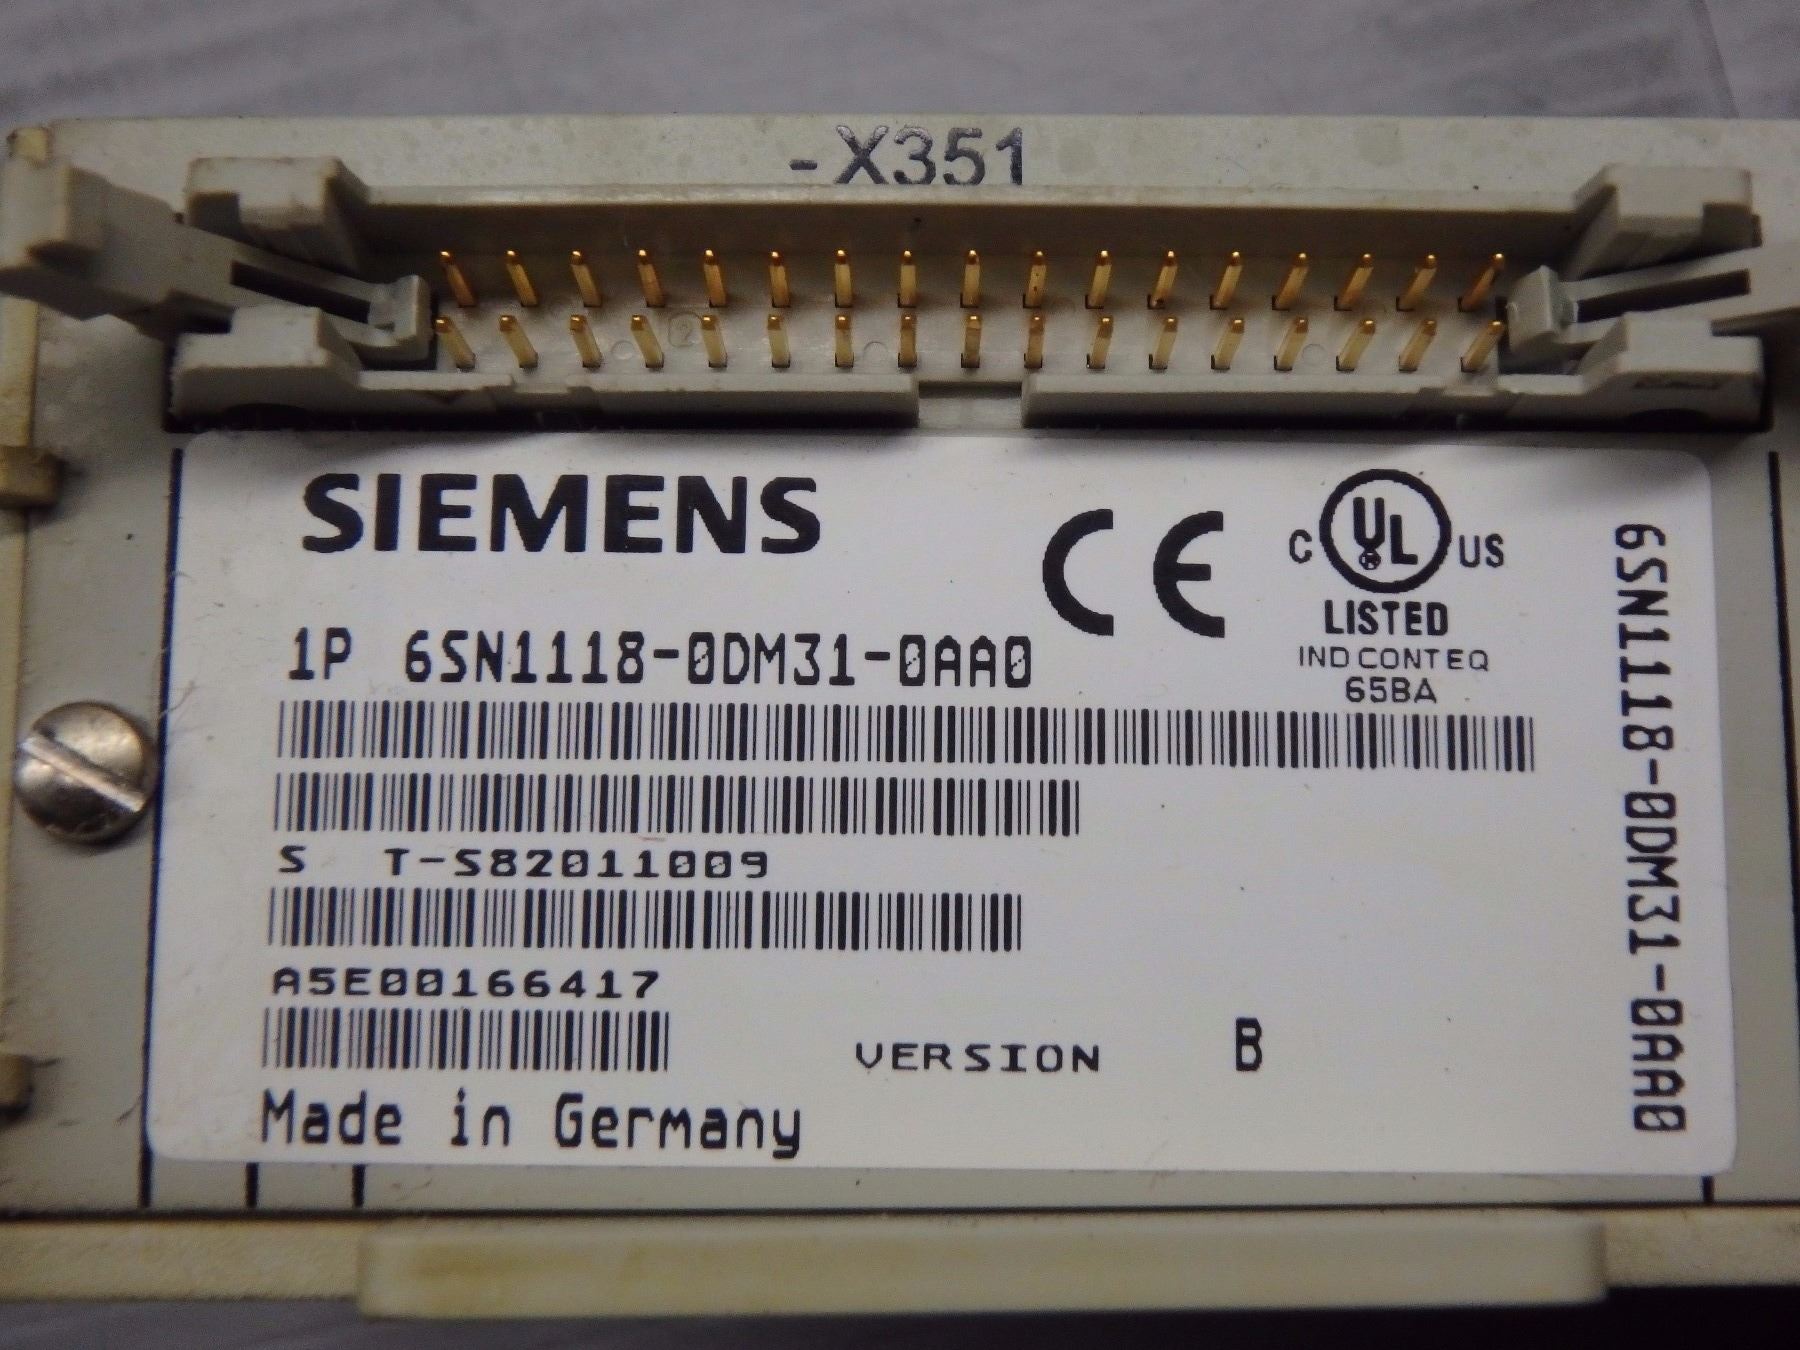 -X351
SIEMENS
CE
C UL US
LISTED
IND CONT EQ
65BA
1P 6SN1118-0DM31-0AA0
S T-S82011009
A5E00166417
VERSION B
Made in Germany
6SN1118-0DM31-0AA0